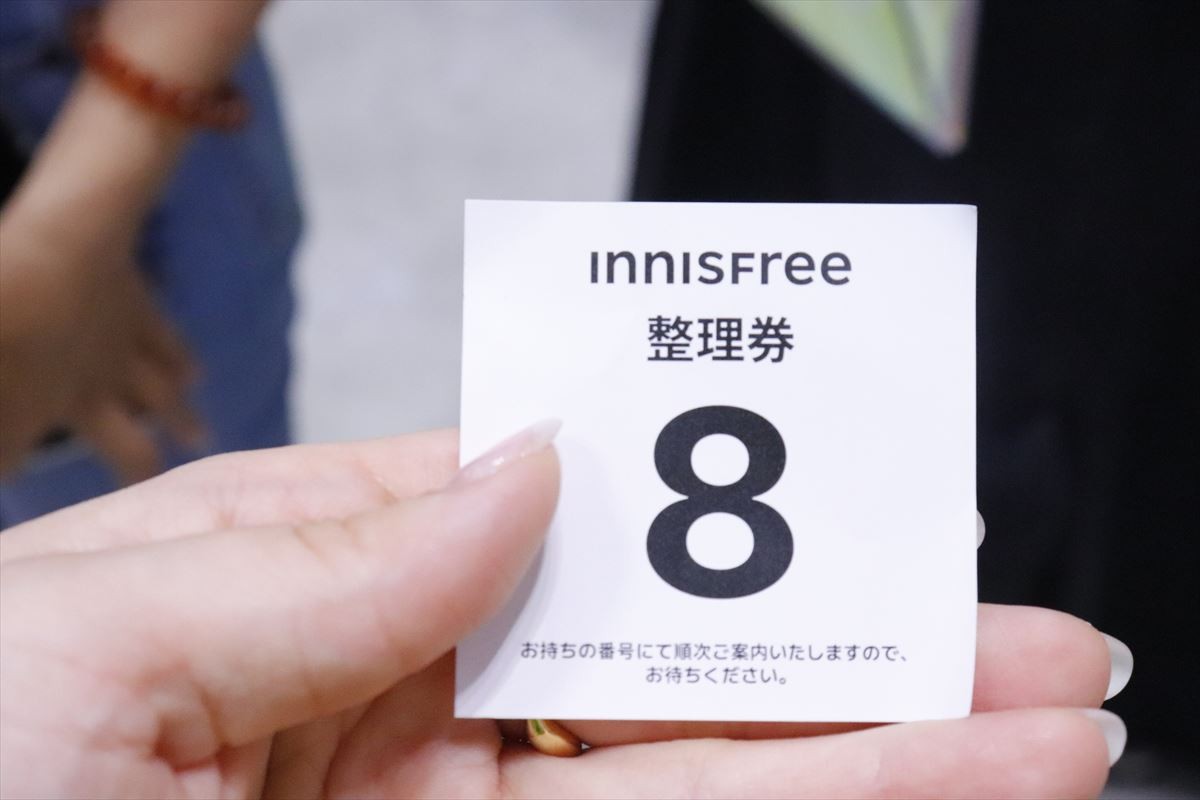 INNISFree
整理券
8
お持ちの番号にて順次ご案内いたしますので、
お待ちください。